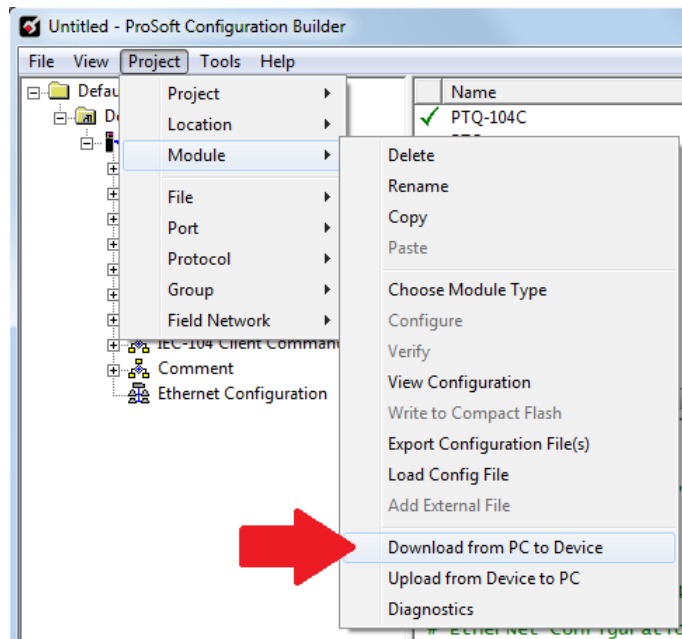 Untitled - ProSoft Configuration Builder
File View Project Tools Help
Project
Location
Module
File
Port
Protocol
Group
Field Network
Name
PTQ-104C
Delete
Rename
Copy
Paste
Choose Module Type
Configure
Verify
View Configuration
Write to Compact Flash
Export Configuration File(s)
Load Config File
Add External File
Download from PC to Device
Upload from Device to PC
Diagnostics
IEC-104 Client
Comment
Ethernet Configuration